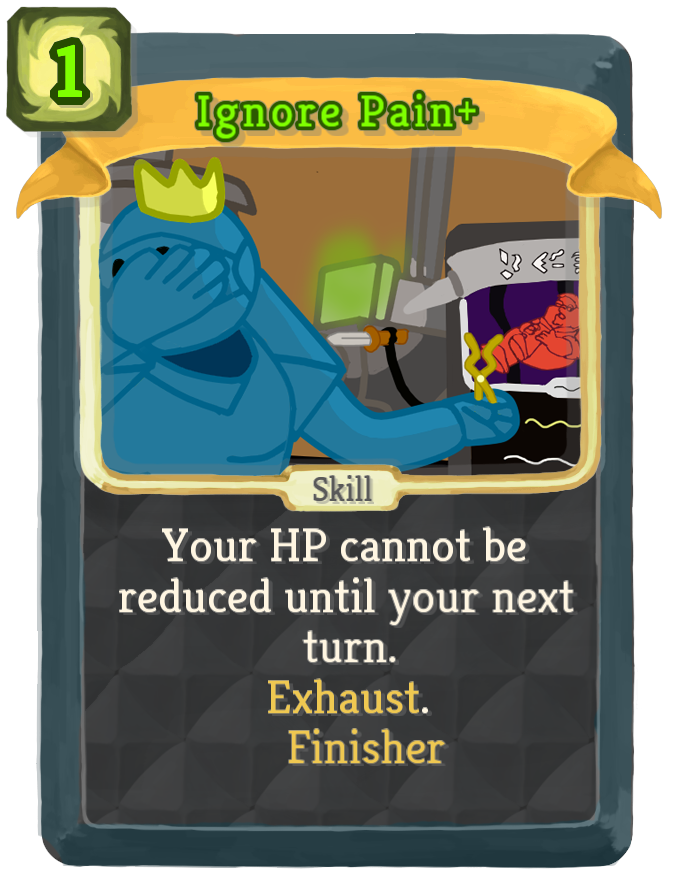 1
Ignore Pain+
Skill
Your HP cannot be
reduced until your next
turn.
Exhaust.
Finisher